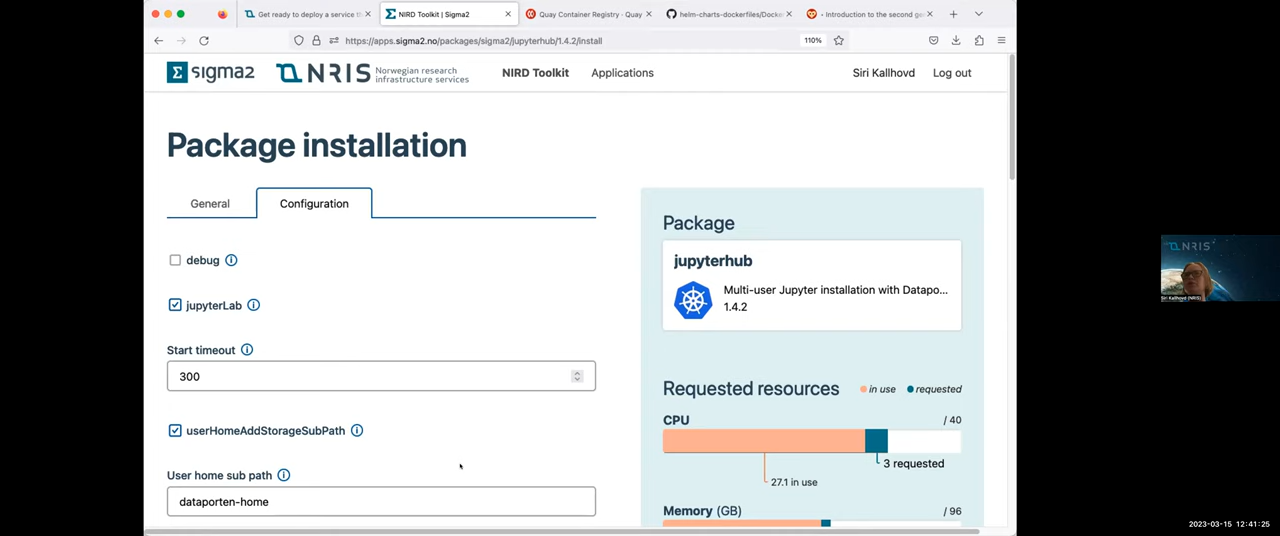 Get ready to deploy a service th
NIRD Toolkit | Sigma2
Quay Container Registry · Quay
helm-charts-dockerfiles/Docke
Introduction to the second ge
https://apps.sigma2.no/packages/sigma2/jupyterhub/1.4.2/install
110%
sigma2
NRIS
Norwegian research
infrastructure services
NIRD Toolkit
Applications
Siri Kallhovd
Log out
Package installation
General
Configuration
debug
jupyterLab
Start timeout
300
userHomeAddStorageSubPath
User home sub path
dataporten-home
Package
jupyterhub
Multi-user Jupyter installation with Datapo...
1.4.2
Requested resources
in use
requested
CPU
/ 40
3 requested
27.1 in use
Memory (GB)
/ 96
NRIS
Siri Kallhovd (NRIS)
2023-03-15 12:41:25